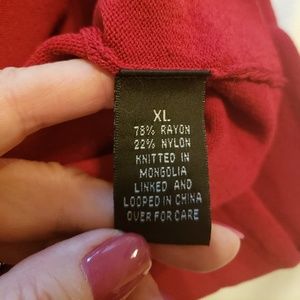 XL
78% RAYON
22% NYLON
KNITTED IN
MONGOLIA
LINKED AND
LOOPED IN CHINA
OVER FOR CARE